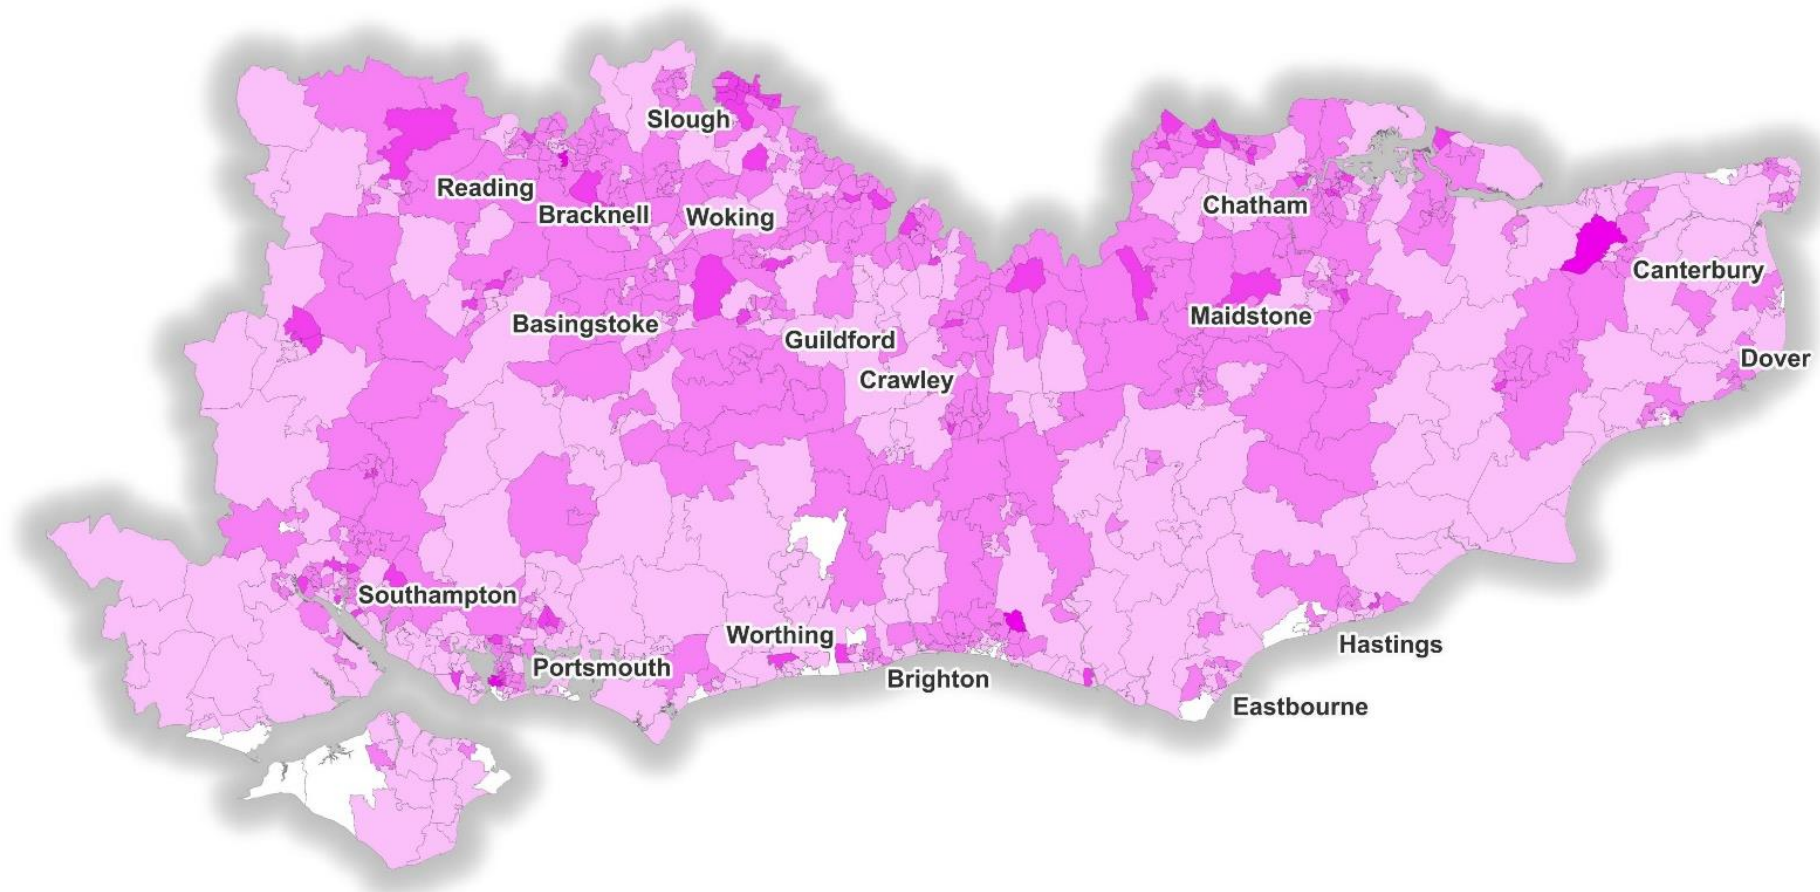 Slough
Reading
Bracknell
Woking
Chatham
Canterbury
Basingstoke
Maidstone
Guildford
Dover
Crawley
Southampton
Worthing
Hastings
Portsmouth
Brighton
Eastbourne